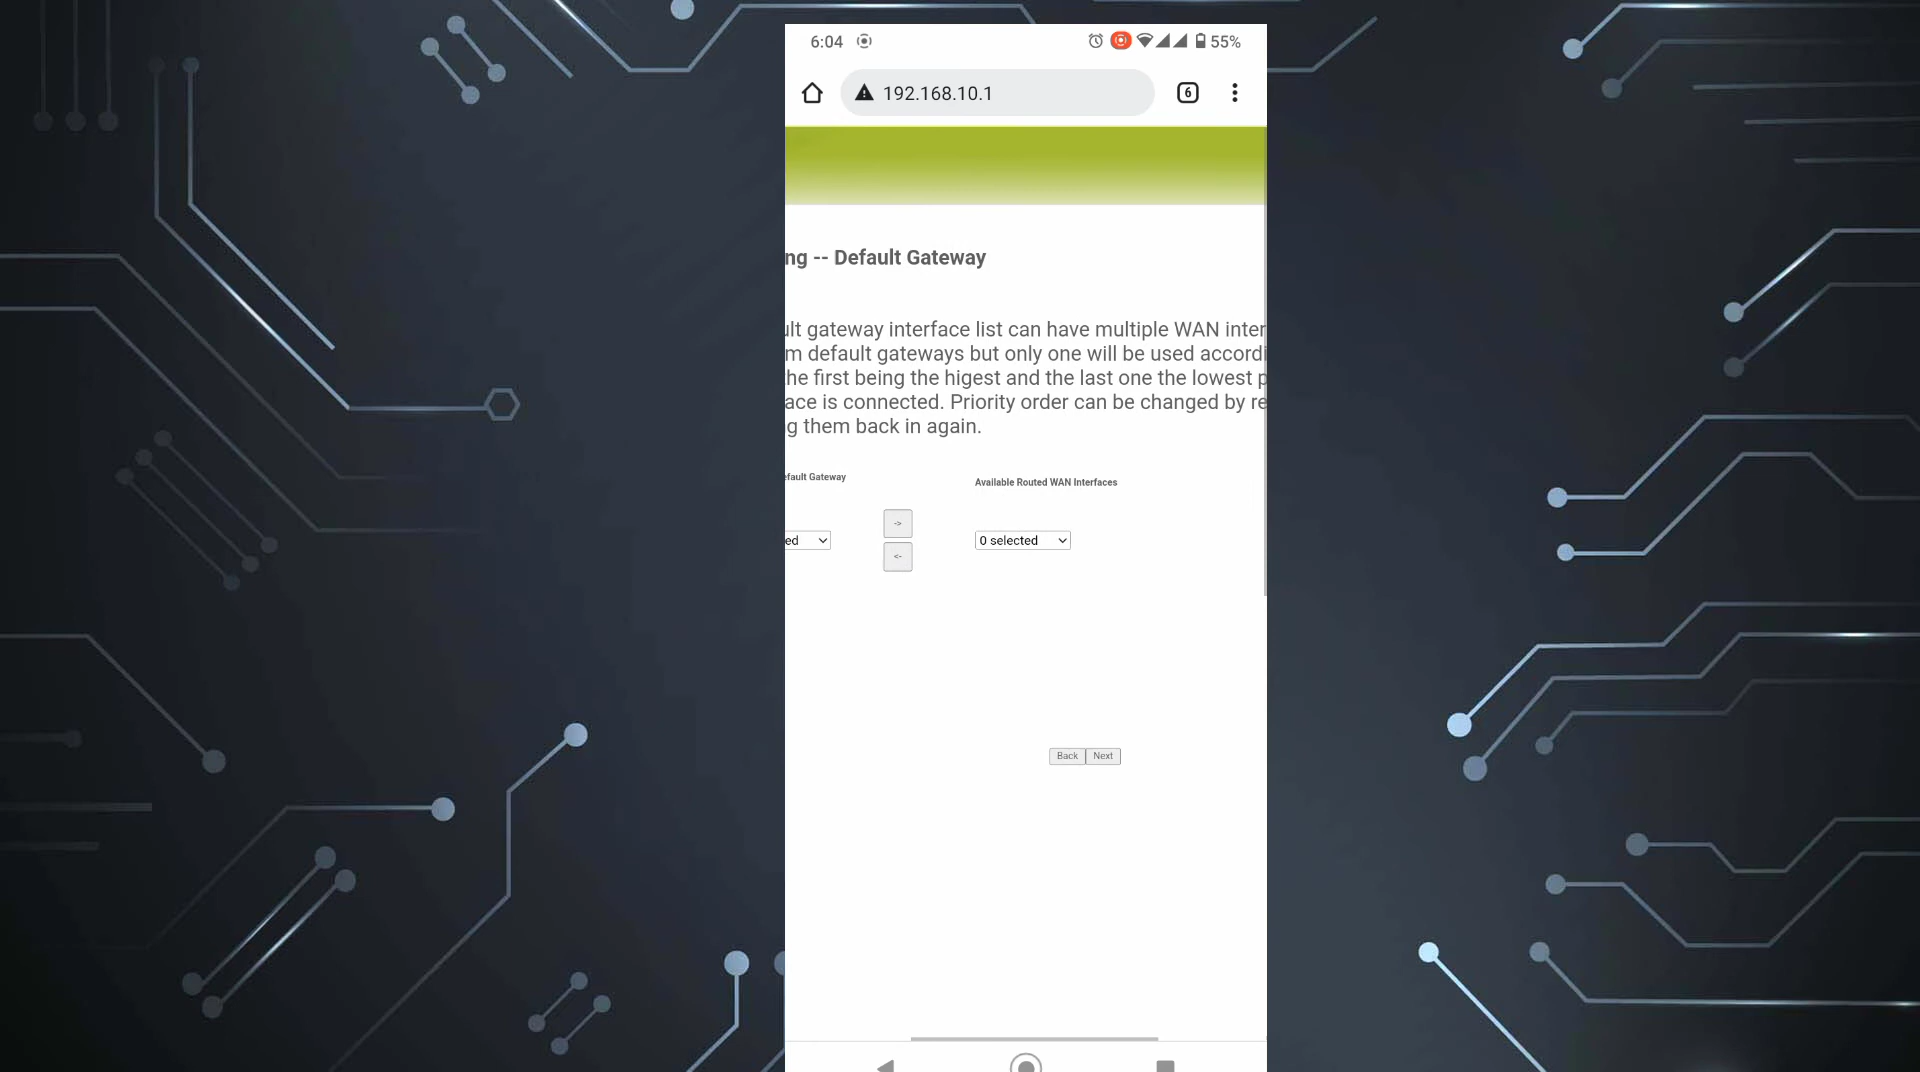 6:04
55%
192.168.10.1
6
ng -- Default Gateway
ult gateway interface list can have multiple WAN inter
m default gateways but only one will be used accordi
he first being the higest and the last one the lowest p
ace is connected. Priority order can be changed by re
g them back in again.
efault Gateway
Available Routed WAN Interfaces
->
ed
0 selected
<-
Back
Next